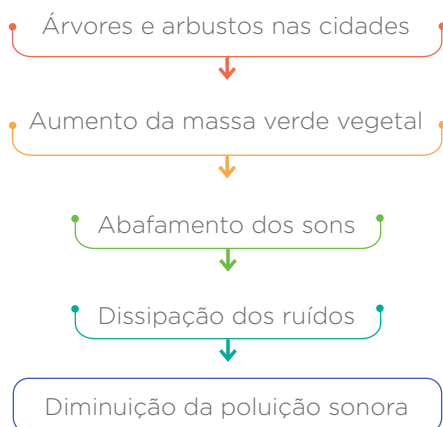 Árvores e arbustos nas cidades
Aumento da massa verde vegetal
Abafamento dos sons
Dissipação dos ruídos
Diminuição da poluição sonora